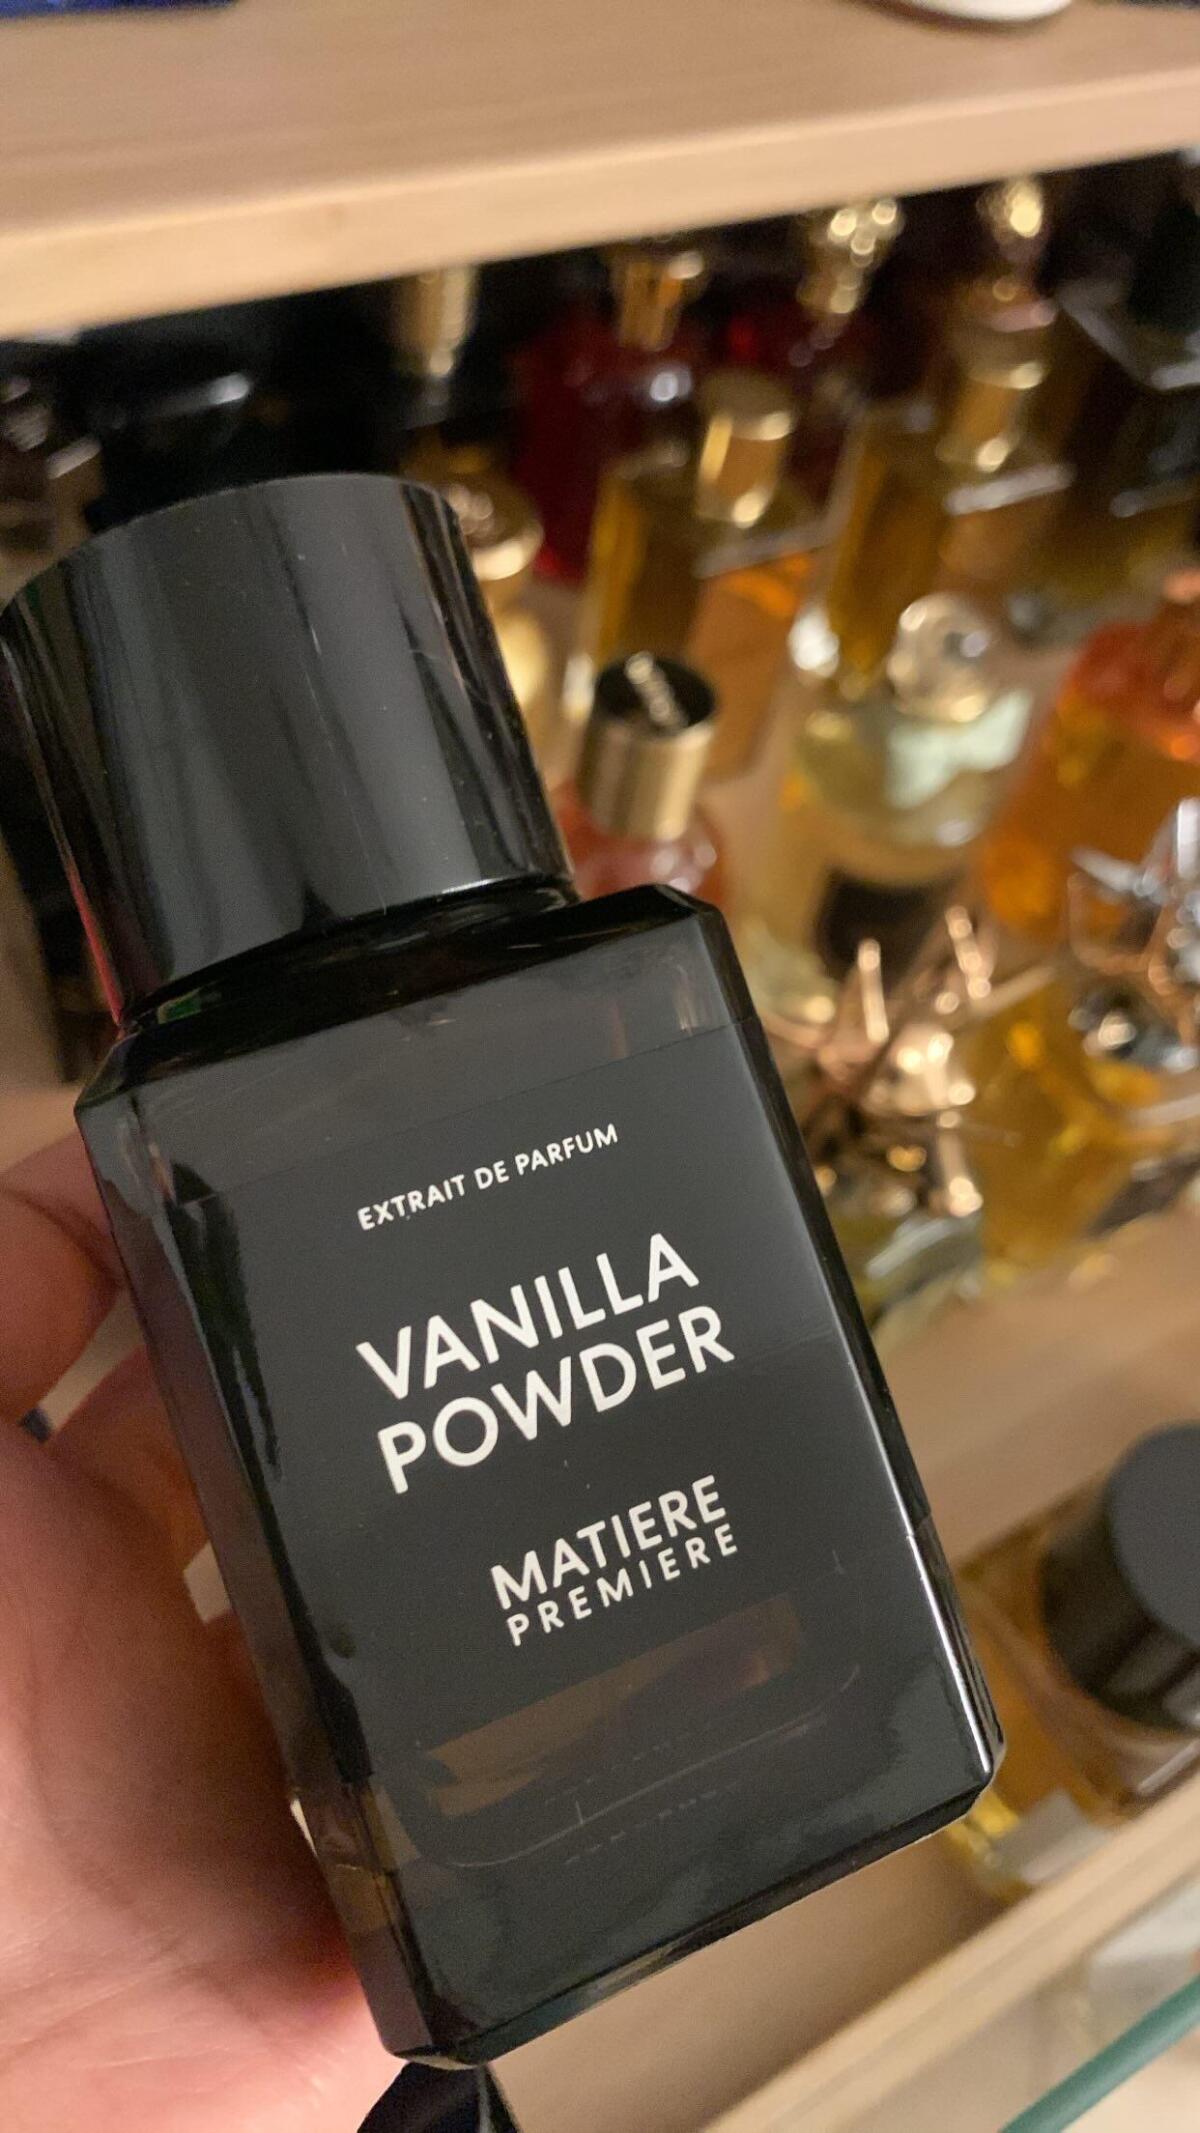 EXTRAIT DE PARFUM
VANILLA
POWDER
MATIERE
PREMIERE